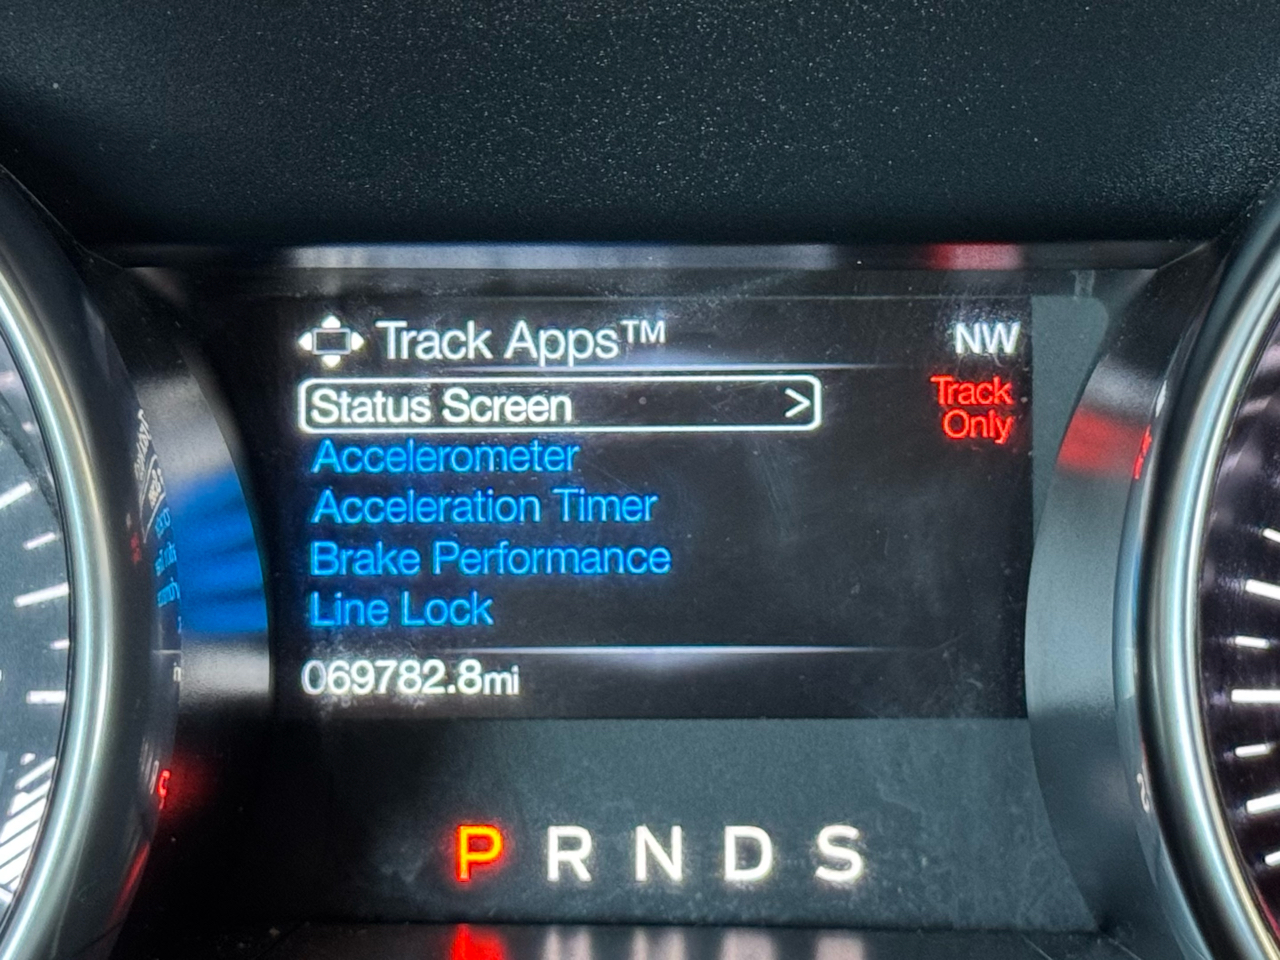 Track Apps™
NW
Status Screen >
Track
Only
Accelerometer
Acceleration Timer
Brake Performance
Line Lock
069782.8mi
P R N D S